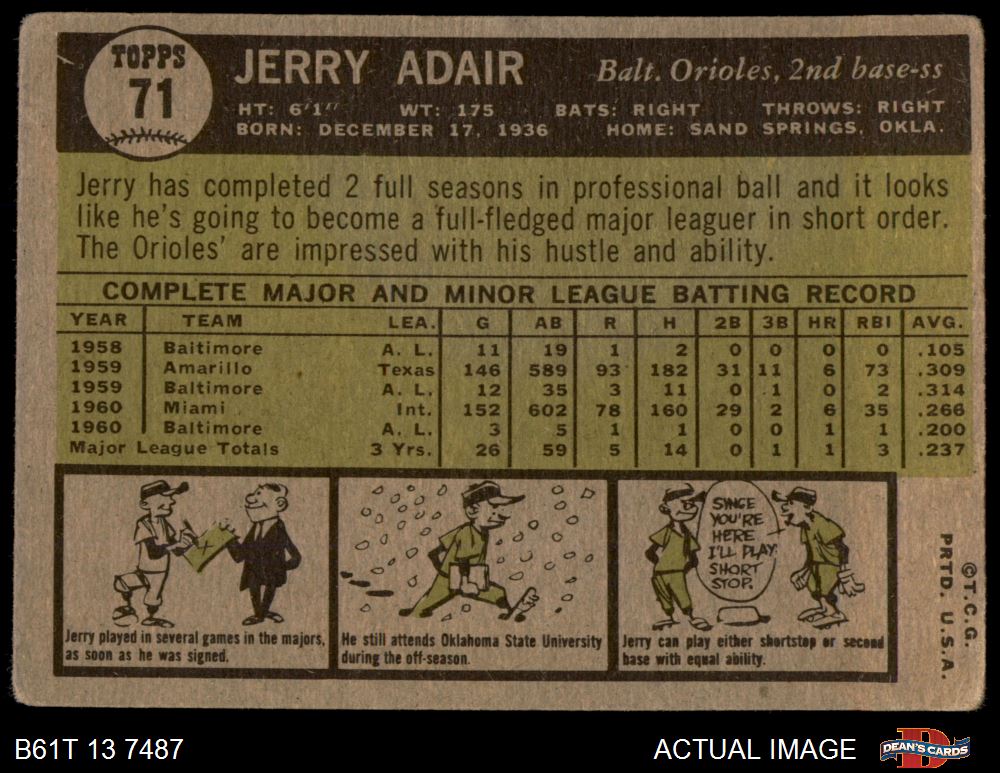 TOPPS
71
JERRY ADAIR
Balt. Orioles, 2nd base-ss
HT: 6'1" WT: 175 BATS: RIGHT THROWS: RIGHT
BORN: DECEMBER 17, 1936 HOME: SAND SPRINGS, OKLA.
Jerry has completed 2 full seasons in professional ball and it looks
like he's going to become a full-fledged major leaguer in short order.
The Orioles' are impressed with his hustle and ability.
COMPLETE MAJOR AND MINOR LEAGUE BATTING RECORD
YEAR TEAM LEA. G AB R H 2B 3B HR RBI AVG.
1958 Baltimore A. L. 11 19 1 2 0 0 0 0 .105
1959 Amarillo Texas 146 589 93 182 31 11 6 73 .309
1959 Baltimore A. L. 12 35 3 11 0 1 0 2 .314
1960 Miami Int. 152 602 78 160 29 2 6 35 .266
1960 Baltimore A. L. 3 5 1 1 0 0 1 1 .200
Major League Totals 3 Yrs. 26 59 5 14 0 1 1 3 .237
X
Jerry played in several games in the majors,
as soon as he was signed.
He still attends Oklahoma State University
during the off-season.
SINCE
YOU'RE
HERE
I'LL PLAY
SHORT
STOP.
Jerry can play either shortstop or second
base with equal ability.
©T.C.G.
PRTD. U.S.A.
B61T 13 7487
ACTUAL IMAGE
DEAN'S CARDS